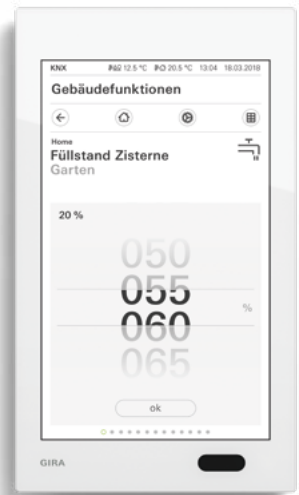 KNX 12.5 °C 20.5 °C 13:04 18.03.2018
Gebäudefunktionen
Home
Füllstand Zisterne
Garten
20 %
050
055
060
065
%
ok
GIRA